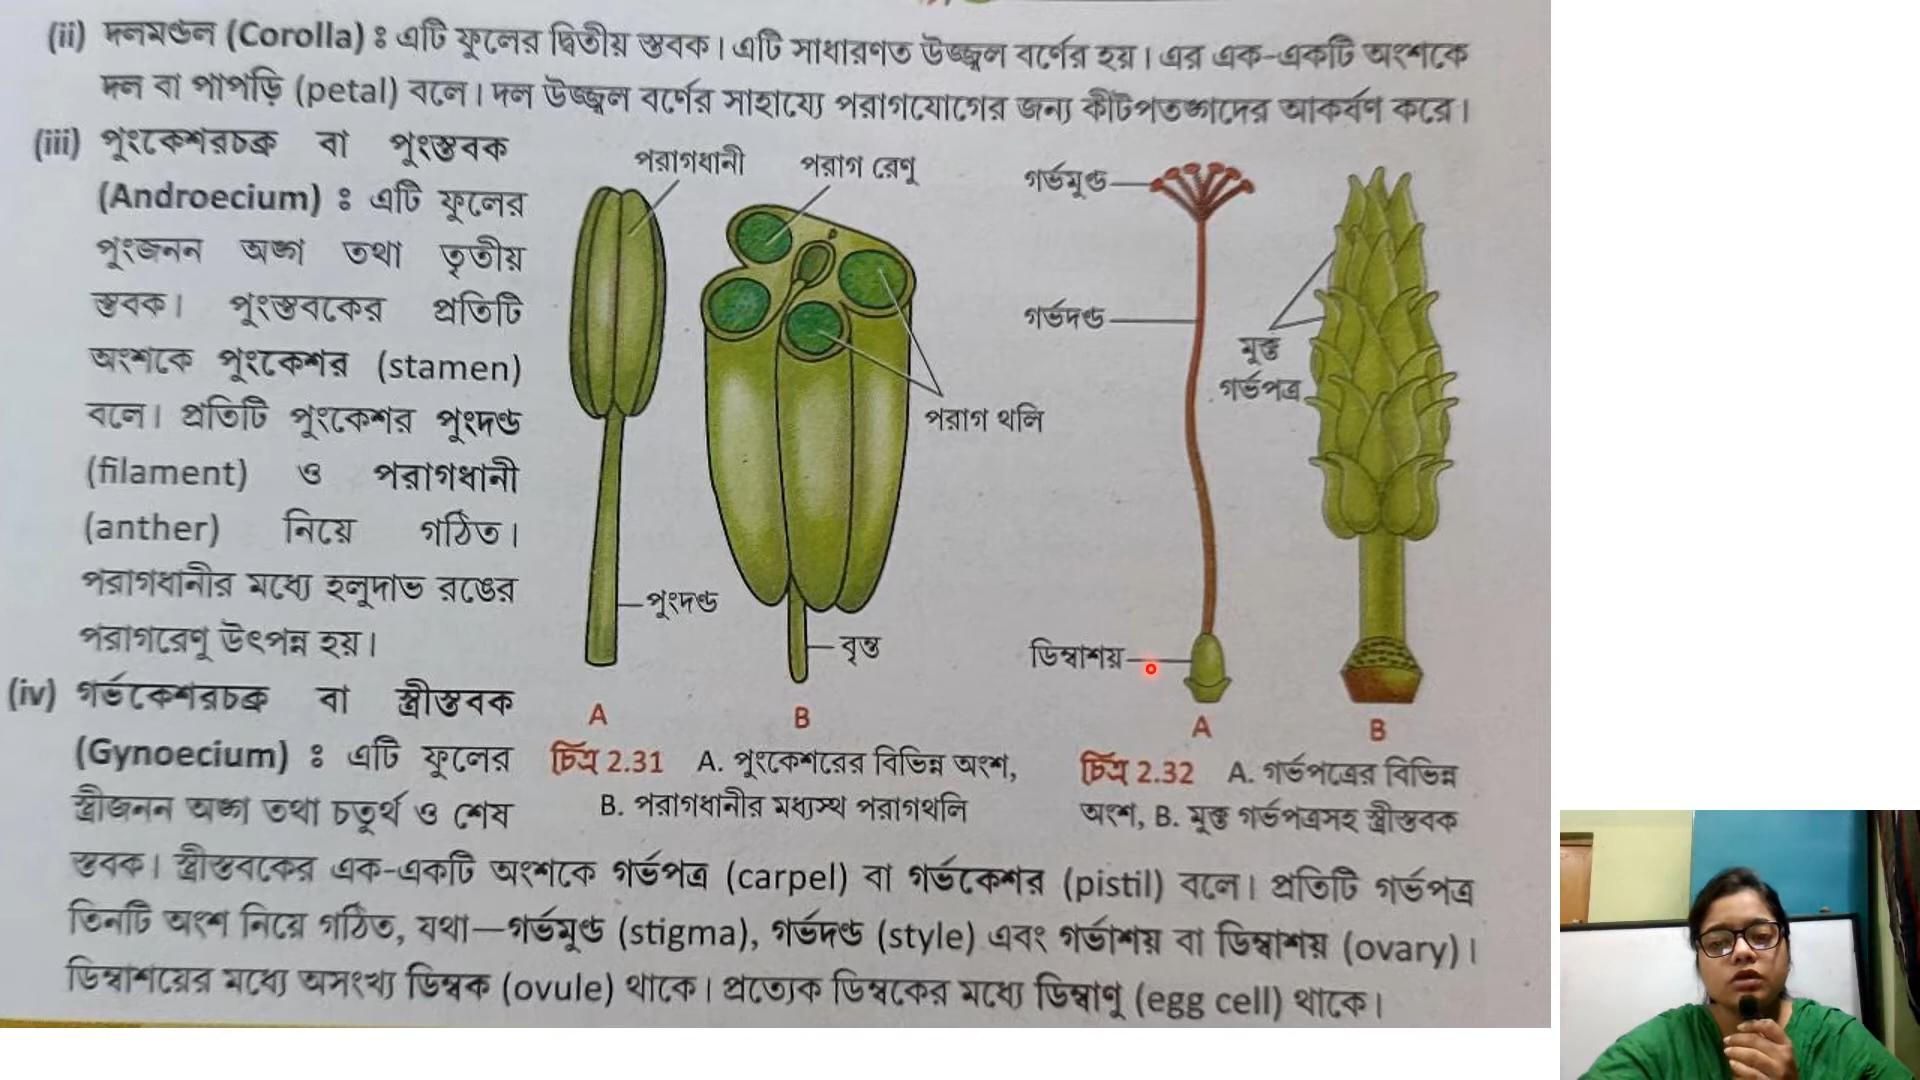 (ii) দলমণ্ডল (Corolla) ঃ এটি ফুলের দ্বিতীয় স্তবক। এটি সাধারণত উজ্জ্বল বর্ণের হয়। এর এক-একটি অংশকে
দল বা পাপড়ি (petal) বলে। দল উজ্জ্বল বর্ণের সাহায্যে পরাগযোগের জন্য কীটপতঙ্গদের আকর্ষণ করে।
(iii) পুংকেশরচক্র বা পুংস্তবক
(Androecium) ঃ এটি ফুলের
পুংজনন অঙ্গ তথা তৃতীয়
স্তবক। পুংস্তবকের প্রতিটি
অংশকে পুংকেশর (stamen)
বলে। প্রতিটি পুংকেশর পুংদণ্ড
(filament) ও পরাগধানী
(anther) নিয়ে গঠিত।
পরাগধানীর মধ্যে হলুদাভ রঙের
পরাগরেণু উৎপন্ন হয়।
পরাগধানী
পরাগ রেণু
পরাগ থলি
পুংদণ্ড
বৃন্ত
A
B
চিত্র 2.31 A. পুংকেশরের বিভিন্ন অংশ,
B. পরাগধানীর মধ্যস্থ পরাগথলি
গর্ভমুণ্ড
গর্ভদণ্ড
মুক্ত
গর্ভপত্র
ডিম্বাশয়
A
B
চিত্র 2.32 A. গর্ভপত্রের বিভিন্ন
অংশ, B. মুক্ত গর্ভপত্রসহ স্ত্রীস্তবক
(iv) গর্ভকেশরচক্র বা স্ত্রীস্তবক
(Gynoecium) ঃ এটি ফুলের
স্ত্রীজনন অঙ্গ তথা চতুর্থ ও শেষ
স্তবক। স্ত্রীস্তবকের এক-একটি অংশকে গর্ভপত্র (carpel) বা গর্ভকেশর (pistil) বলে। প্রতিটি গর্ভপত্র
তিনটি অংশ নিয়ে গঠিত, যথা—গর্ভমুণ্ড (stigma), গর্ভদণ্ড (style) এবং গর্ভাশয় বা ডিম্বাশয় (ovary)।
ডিম্বাশয়ের মধ্যে অসংখ্য ডিম্বক (ovule) থাকে। প্রত্যেক ডিম্বকের মধ্যে ডিম্বাণু (egg cell) থাকে।